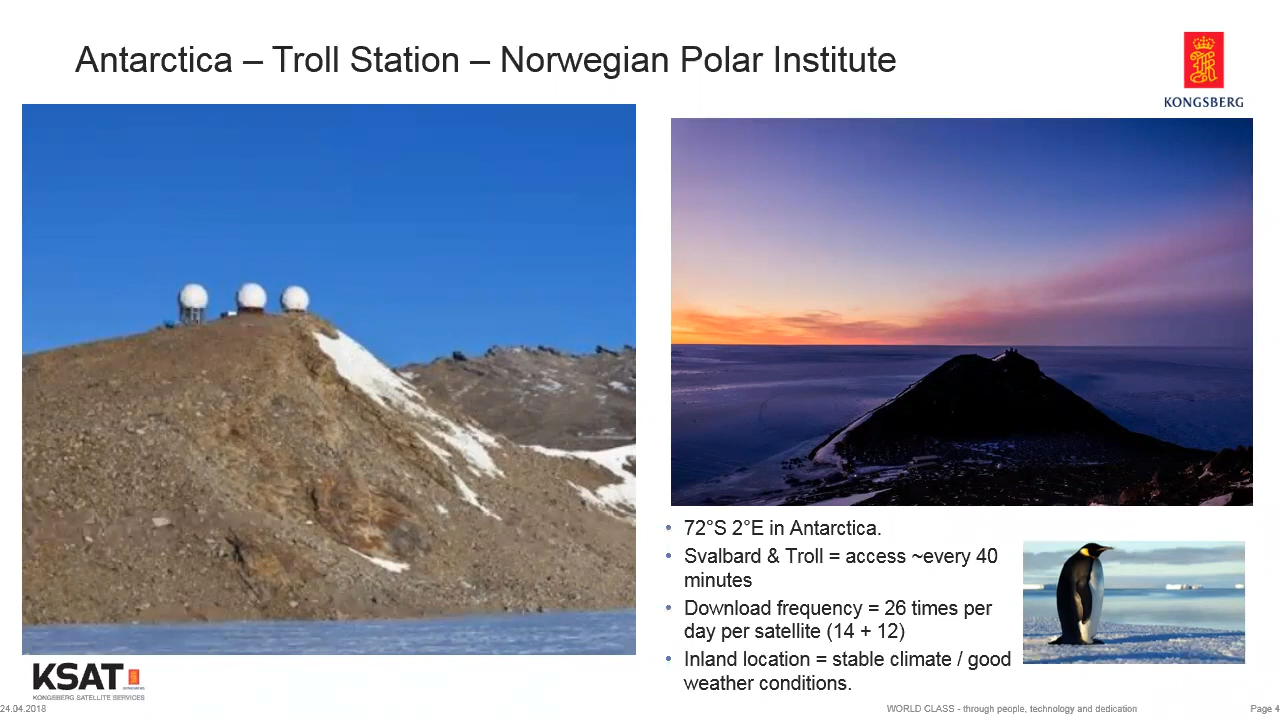 Antarctica – Troll Station – Norwegian Polar Institute
KONGSBERG
• 72°S 2°E in Antarctica.
• Svalbard & Troll = access ~every 40
minutes
• Download frequency = 26 times per
day per satellite (14 + 12)
• Inland location = stable climate / good
weather conditions.
KSAT
KONGSBERG SATELLITE SERVICES
24.04.2018
WORLD CLASS - through people, technology and dedication
Page 4